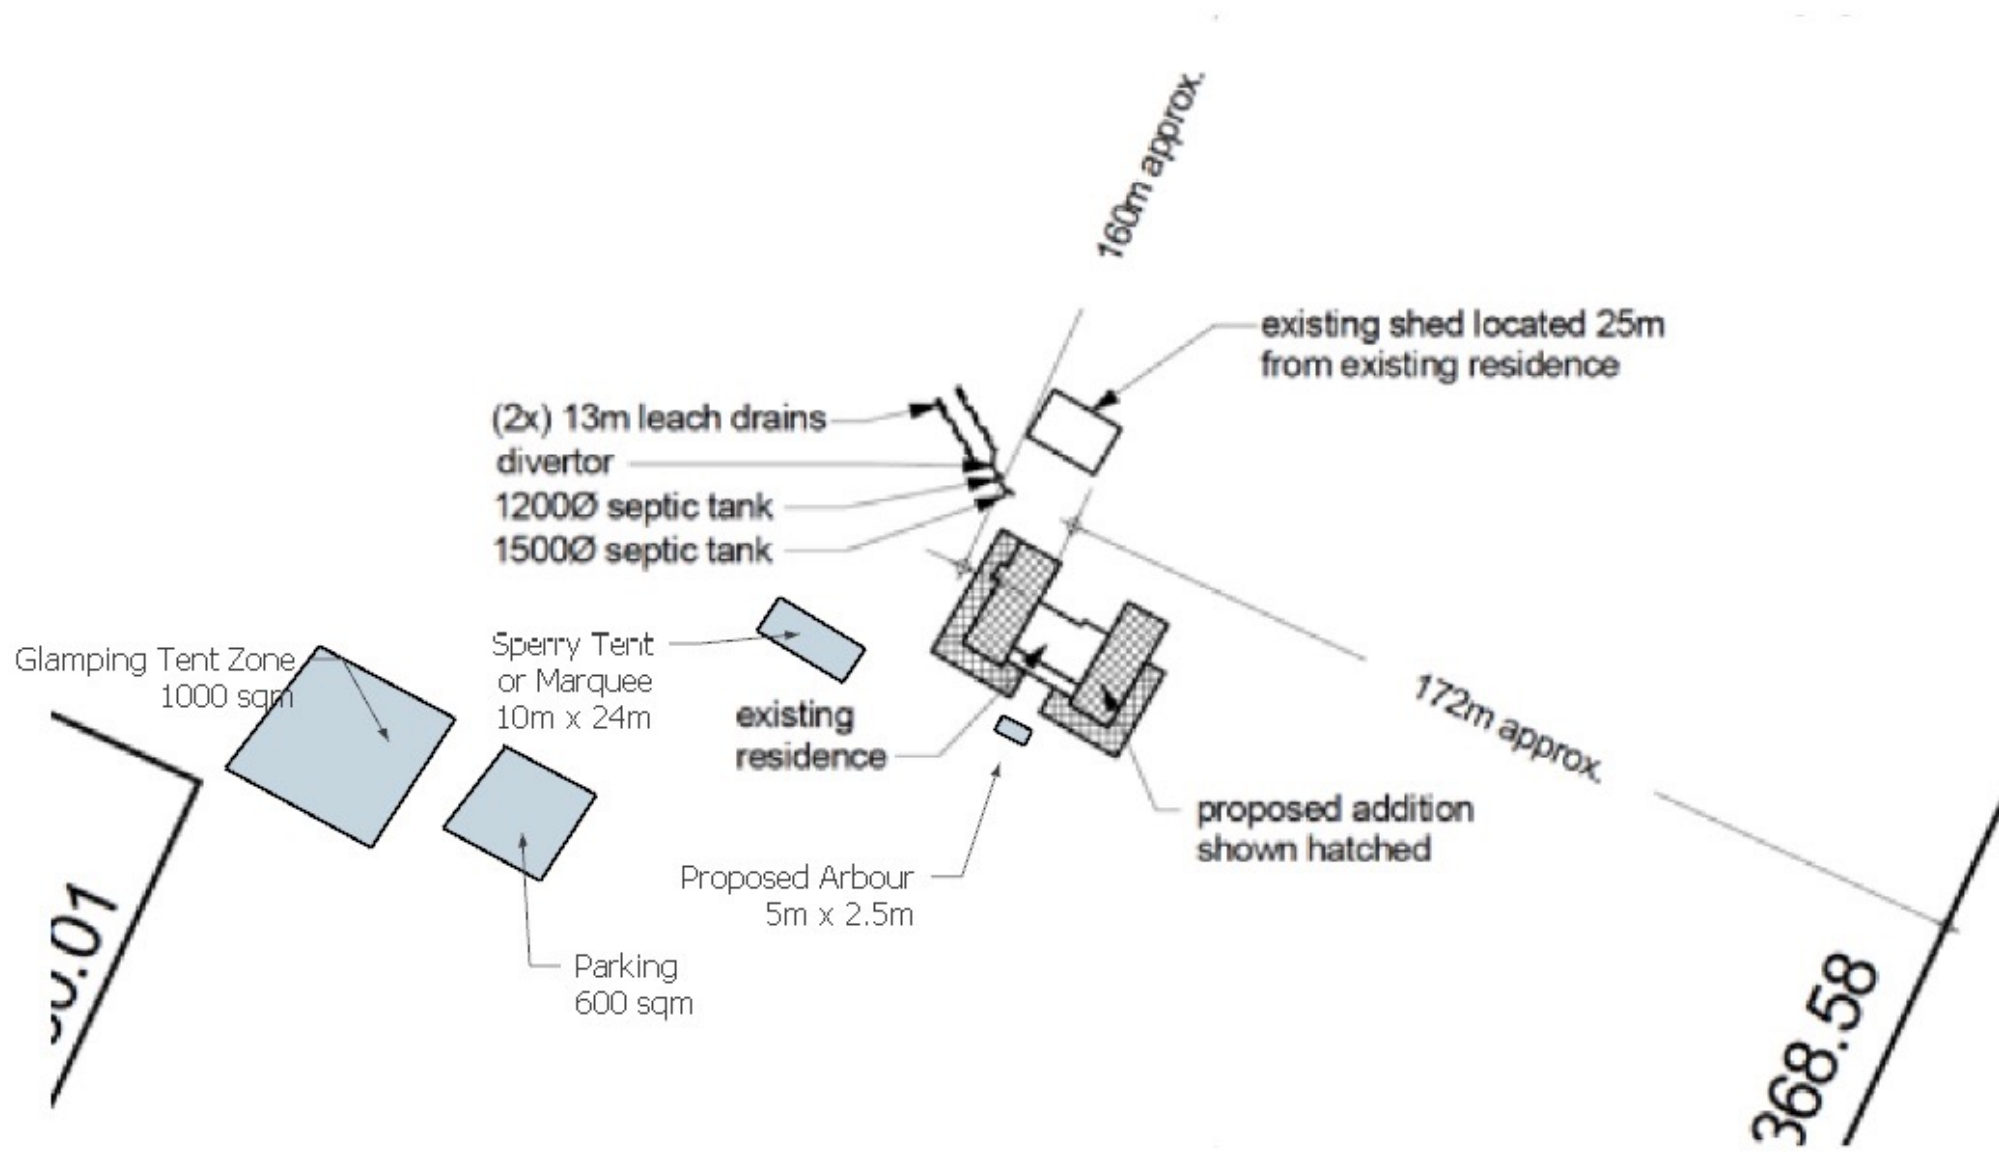 160m approx.
existing shed located 25m
from existing residence
(2x) 13m leach drains
divertor
1200Ø septic tank
1500Ø septic tank
Glamping Tent Zone
1000 sqm
Sperry Tent
or Marquee
10m x 24m
existing
residence
172m approx.
proposed addition
shown hatched
Proposed Arbour
5m x 2.5m
Parking
600 sqm
368.58